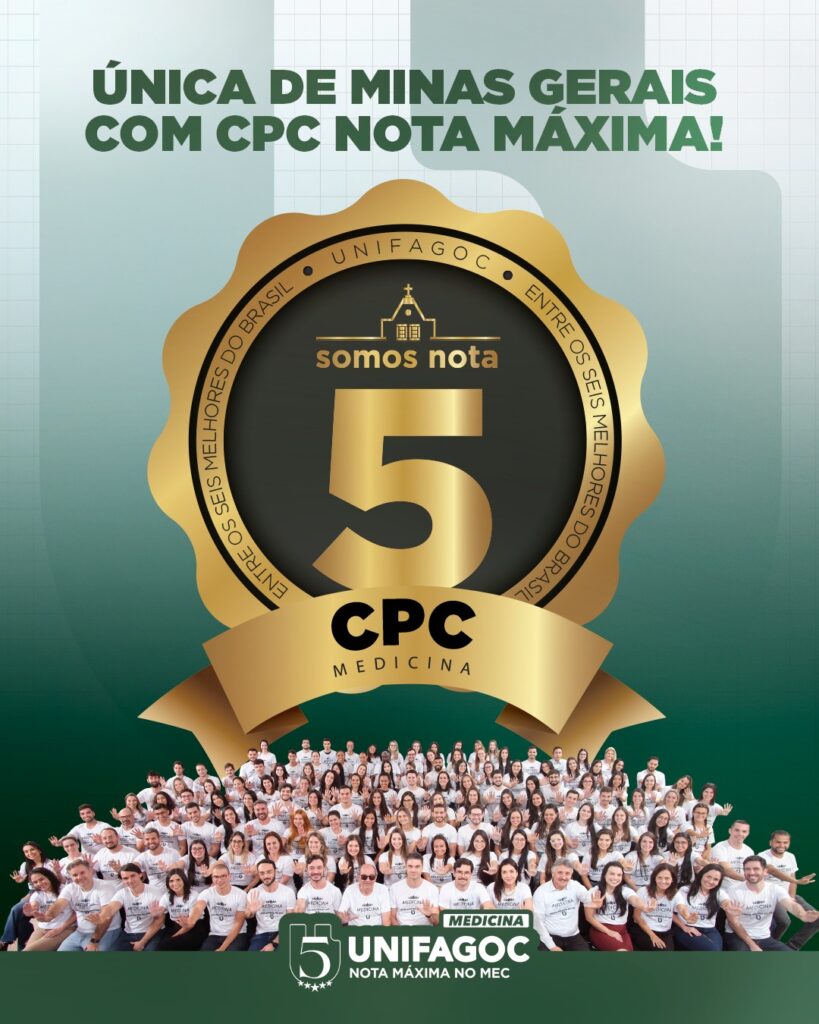 ÚNICA DE MINAS GERAIS
COM CPC NOTA MÁXIMA!
UNIFAGOC
ENTRE OS SEIS MELHORES DO BRASIL
ENTRE OS SEIS MELHORES DO BRASIL
somos nota
5
CPC
MEDICINA
MEDICINA
5 UNIFAGOC
NOTA MÁXIMA NO MEC